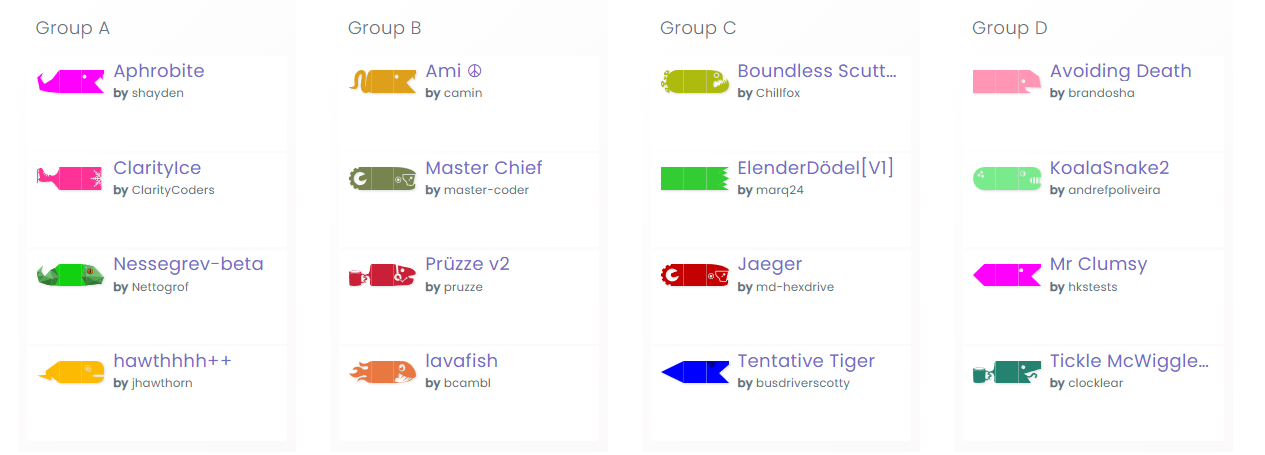 Group A
Aphrobite
by shayden
ClarityIce
by ClarityCoders
Nessegrev-beta
by Nettogrof
hawthhhh++
by jhawthorn
Group B
Ami ☮
by camin
Master Chief
by master-coder
Prüzze v2
by pruzze
lavafish
by bcambl
Group C
Boundless Scutt...
by Chillfox
ElenderDödel[V1]
by marq24
Jaeger
by md-hexdrive
Tentative Tiger
by busdriverscotty
Group D
Avoiding Death
by brandosha
KoalaSnake2
by andrefpoliveira
Mr Clumsy
by hkstests
Tickle McWiggle...
by clocklear